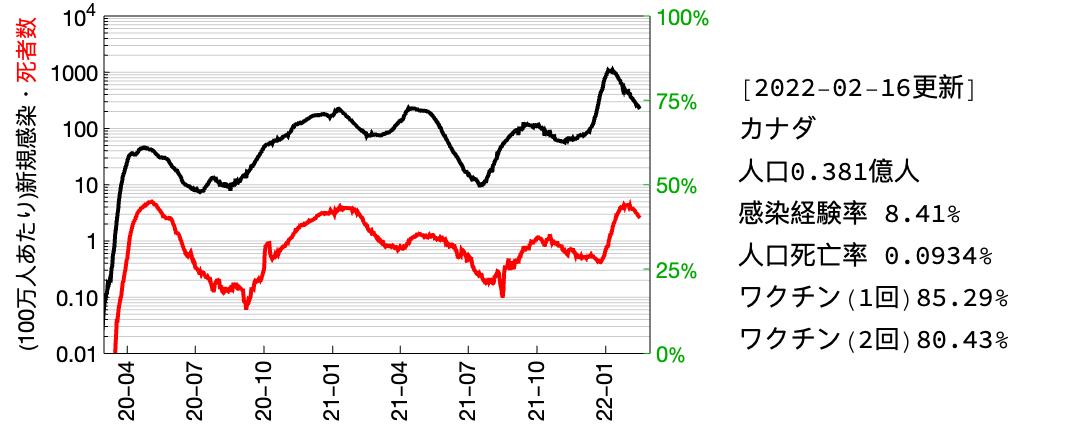 (100万人あたり)新規感染・死者数
10⁴
1000
100
10
1
0.10
0.01
100%
75%
50%
25%
0%
20-04
20-07
20-10
21-01
21-04
21-07
21-10
22-01
[2022-02-16更新]
カナダ
人口0.381億人
感染経験率 8.41%
人口死亡率 0.0934%
ワクチン(1回)85.29%
ワクチン(2回)80.43%